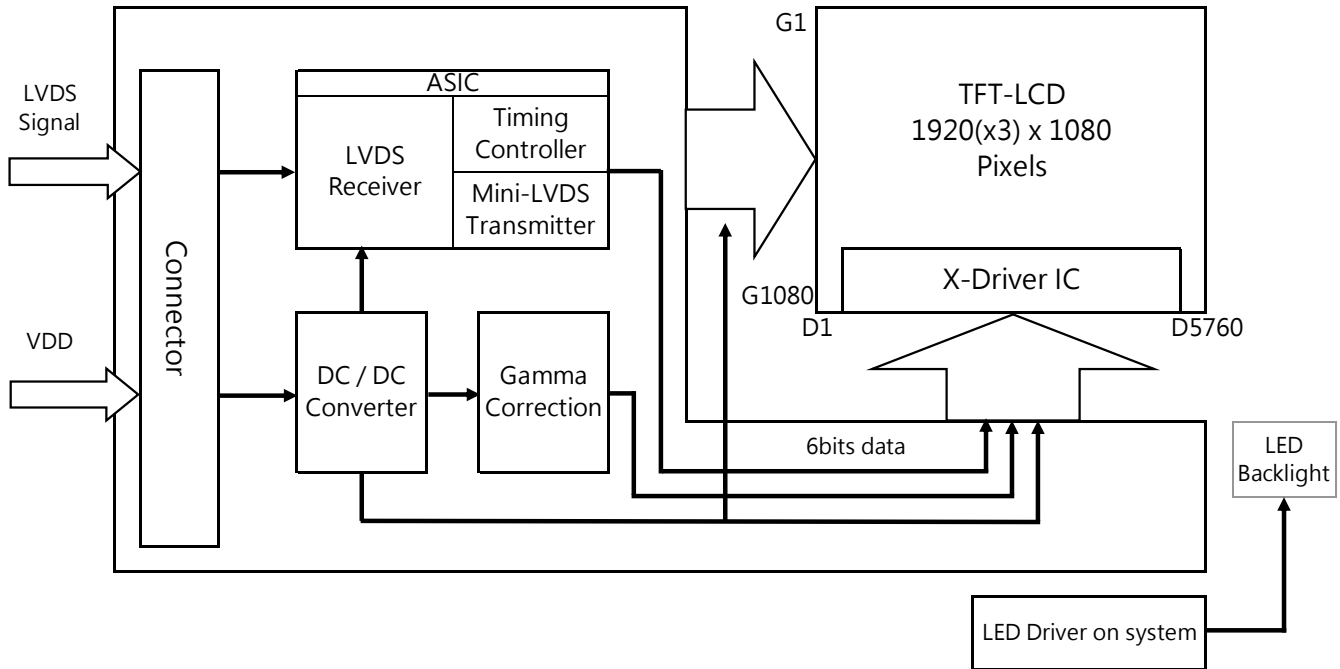 G1
LVDS
Signal
ASIC
LVDS
Receiver
Timing
Controller
Mini-LVDS
Transmitter
TFT-LCD
1920(x3) x 1080
Pixels
Connector
X-Driver IC
G1080
D1
D5760
VDD
DC / DC
Converter
Gamma
Correction
6bits data
LED
Backlight
LED Driver on system